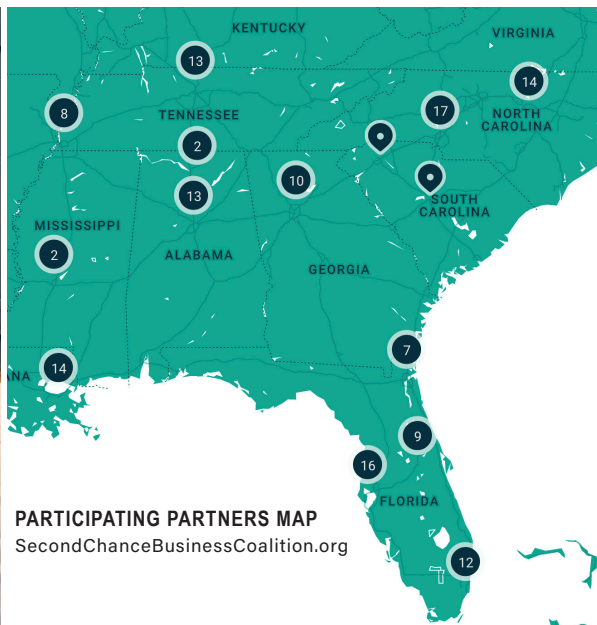 KENTUCKY
VIRGINIA
13
14
8
17
TENNESSEE
NORTH
CAROLINA
2
10
13
SOUTH
CAROLINA
MISSISSIPPI
2
ALABAMA
GEORGIA
7
14
ANA
9
16
FLORIDA
PARTICIPATING PARTNERS MAP
SecondChanceBusinessCoalition.org
12